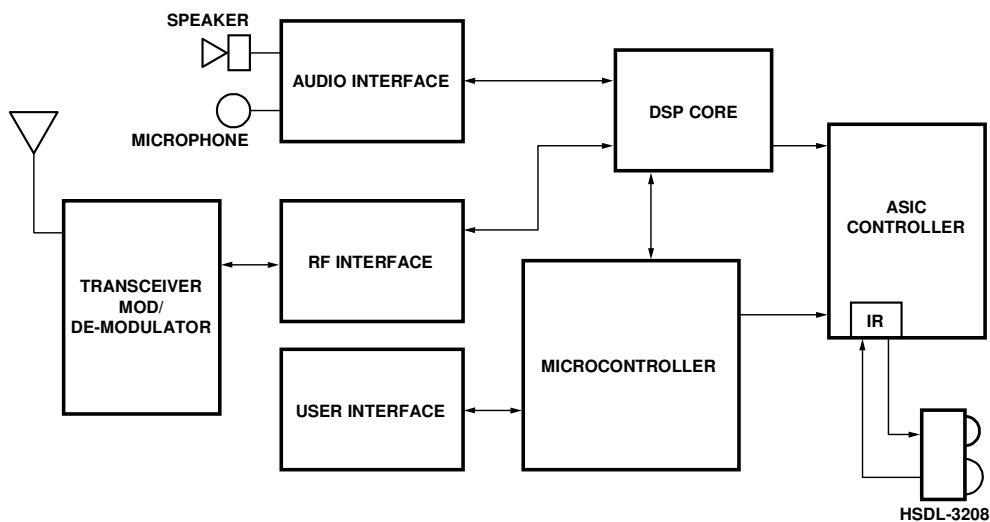 SPEAKER
AUDIO INTERFACE
MICROPHONE
DSP CORE
ASIC
CONTROLLER
TRANSCEIVER
MOD/
DE-MODULATOR
RF INTERFACE
IR
MICROCONTROLLER
USER INTERFACE
HSDL-3208